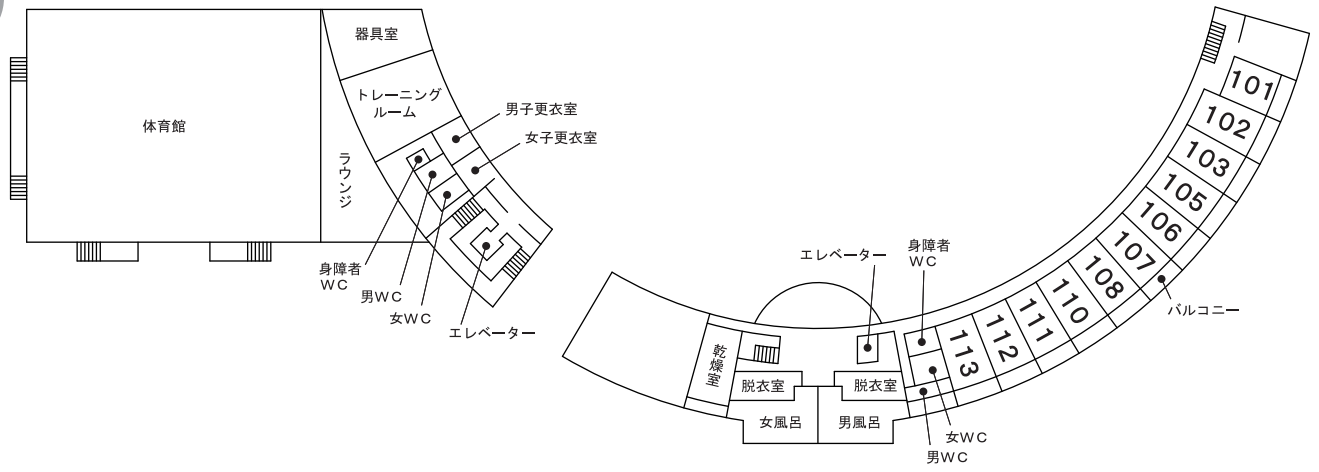 体育館
器具室
トレーニング
ルーム
ラウンジ
男子更衣室
女子更衣室
身障者
WC
男WC
女WC
エレベーター
乾燥室
脱衣室
女風呂
脱衣室
男風呂
エレベーター
身障者
WC
女WC
男WC
バルコニー
101
102
103
105
106
107
108
110
111
112
113